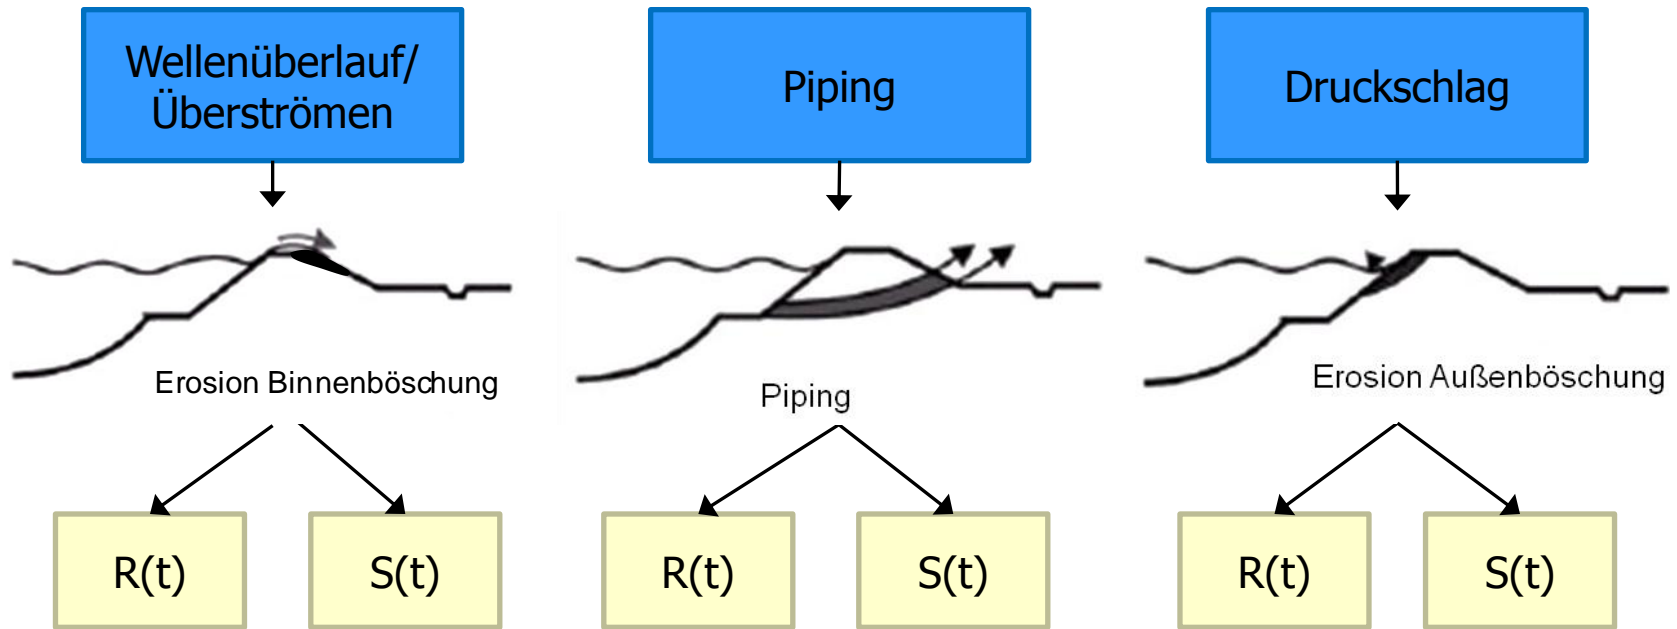 Wellenüberlauf/
Überströmen
Piping
Druckschlag
Erosion Binnenböschung
Piping
Erosion Außenböschung
R(t)
S(t)
R(t)
S(t)
R(t)
S(t)